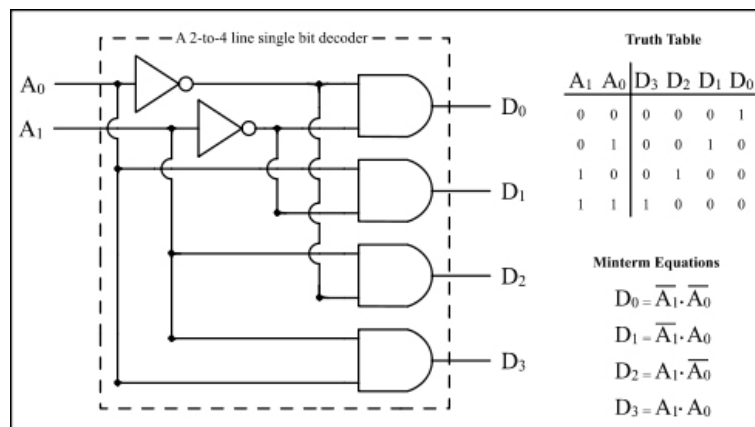 A 2-to-4 line single bit decoder
A₀
A₁
D₀
D₁
D₂
D₃
Truth Table
A₁ A₀ D₃ D₂ D₁ D₀
0 0 0 0 0 1
0 1 0 0 1 0
1 0 0 1 0 0
1 1 1 0 0 0
Minterm Equations
D₀ = A̅₁ · A̅₀
D₁ = A̅₁ · A₀
D₂ = A₁ · A̅₀
D₃ = A₁ · A₀